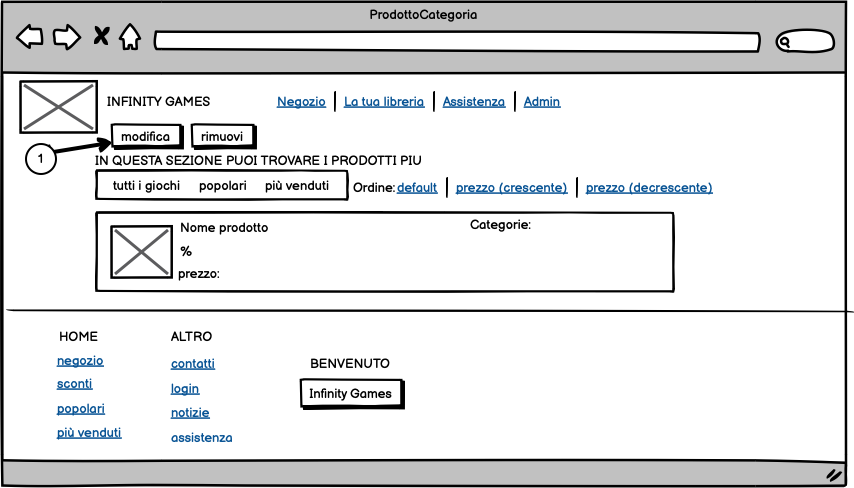 ProdottoCategoria
INFINITY GAMES
Negozio | La tua libreria | Assistenza | Admin
modifica rimuovi
1
IN QUESTA SEZIONE PUOI TROVARE I PRODOTTI PIU
tutti i giochi popolari più venduti Ordine: default | prezzo (crescente) | prezzo (decrescente)
Nome prodotto Categorie:
%
prezzo:
HOME
negozio
sconti
popolari
più venduti
ALTRO
contatti
login
notizie
assistenza
BENVENUTO
Infinity Games